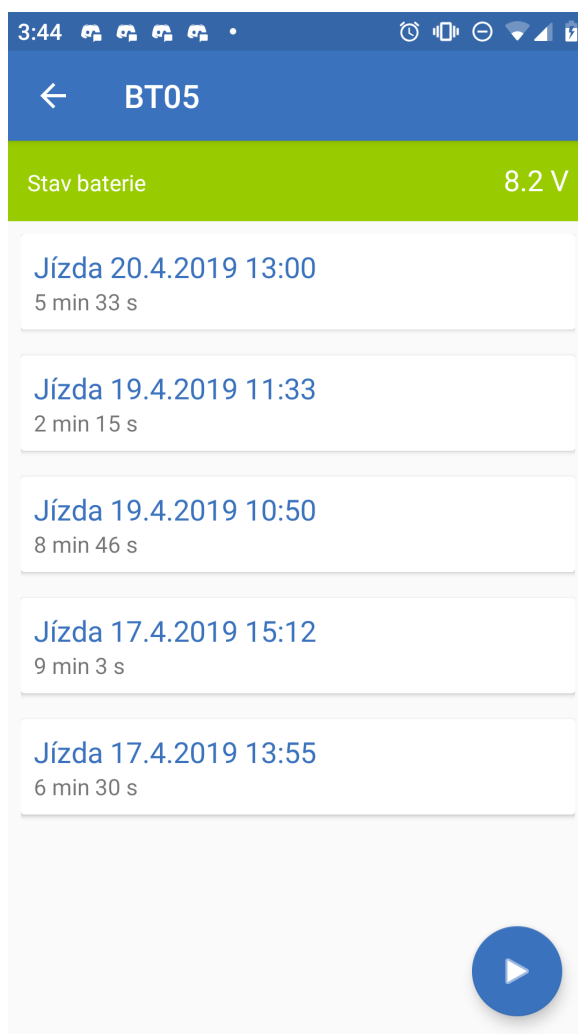 3:44
BT05
Stav baterie 8.2 V
Jízda 20.4.2019 13:00
5 min 33 s
Jízda 19.4.2019 11:33
2 min 15 s
Jízda 19.4.2019 10:50
8 min 46 s
Jízda 17.4.2019 15:12
9 min 3 s
Jízda 17.4.2019 13:55
6 min 30 s